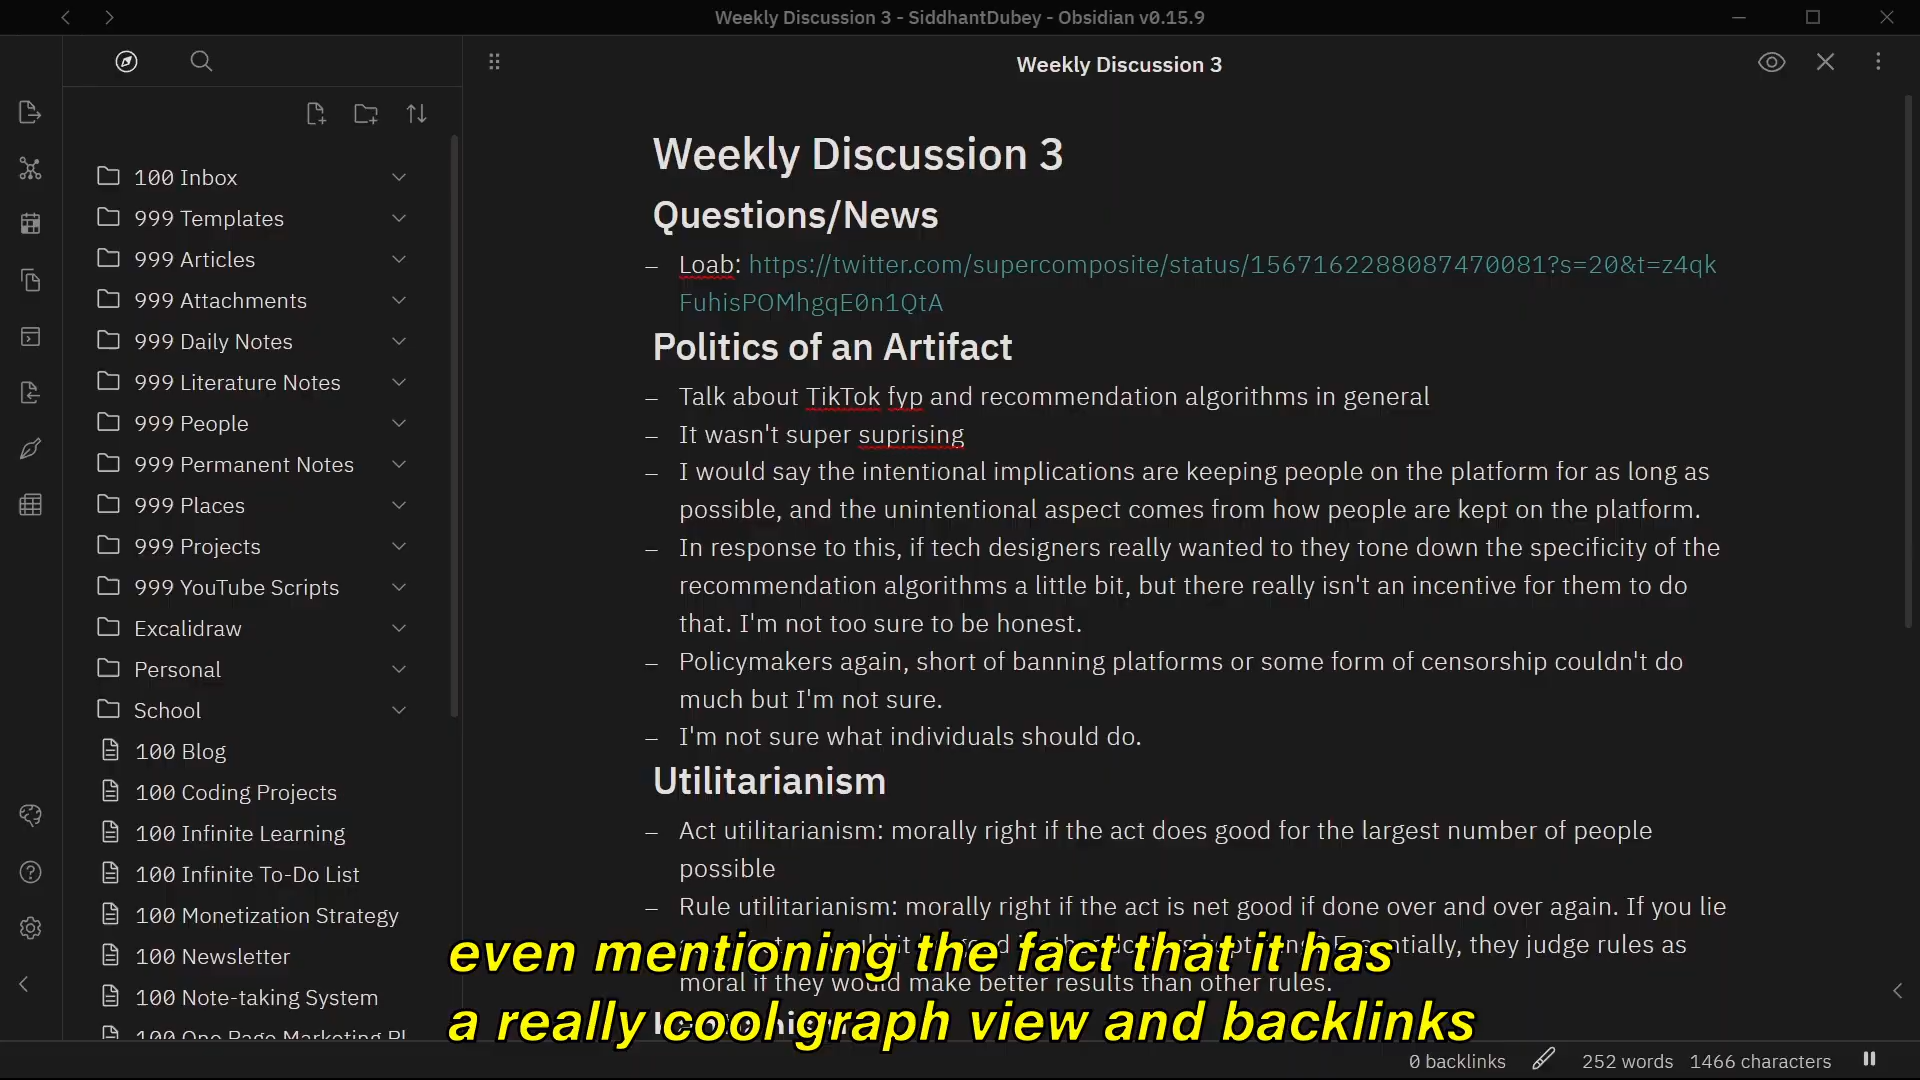 Weekly Discussion 3 - SiddhantDubey - Obsidian v0.15.9
Weekly Discussion 3
100 Inbox
999 Templates
999 Articles
999 Attachments
999 Daily Notes
999 Literature Notes
999 People
999 Permanent Notes
999 Places
999 Projects
999 YouTube Scripts
Excalidraw
Personal
School
100 Blog
100 Coding Projects
100 Infinite Learning
100 Infinite To-Do List
100 Monetization Strategy
100 Newsletter
100 Note-taking System
100 One Page Marketing Pl
Weekly Discussion 3
Questions/News
– Loab: https://twitter.com/supercomposite/status/1567162288087470081?s=20&t=z4qk
FuhisPOMhgqE0n1QtA
Politics of an Artifact
– Talk about TikTok fyp and recommendation algorithms in general
– It wasn't super suprising
– I would say the intentional implications are keeping people on the platform for as long as
possible, and the unintentional aspect comes from how people are kept on the platform.
– In response to this, if tech designers really wanted to they tone down the specificity of the
recommendation algorithms a little bit, but there really isn't an incentive for them to do
that. I'm not too sure to be honest.
– Policymakers again, short of banning platforms or some form of censorship couldn't do
much but I'm not sure.
– I'm not sure what individuals should do.
Utilitarianism
– Act utilitarianism: morally right if the act does good for the largest number of people
possible
– Rule utilitarianism: morally right if the act is net good if done over and over again. If you lie
they judge rules as
moral if they would make better results than other rules.
even mentioning the fact that it has
a really cool graph view and backlinks
0 backlinks
252 words
1466 characters